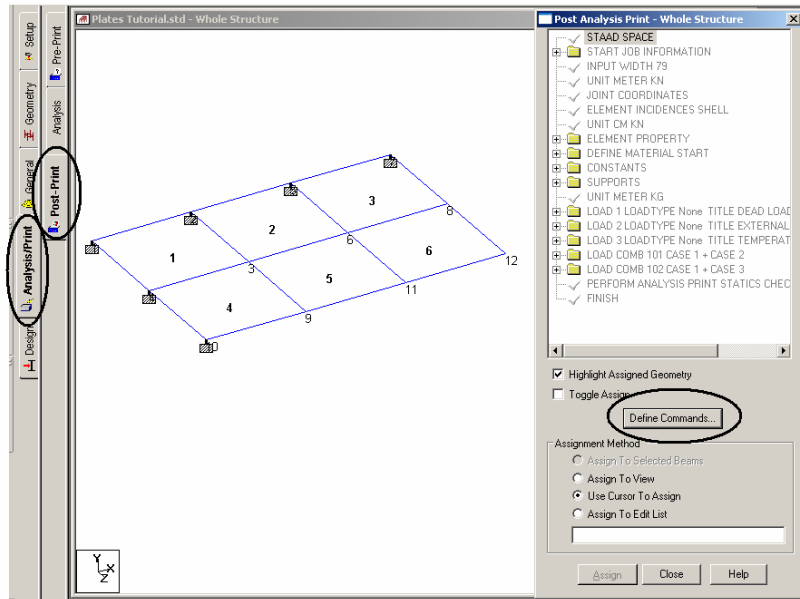 Setup
Geometry
General
Analysis/Print
Design
Pre-Print
Analysis
Post-Print
Plates Tutorial.std - Whole Structure
1
2
3
4
5
6
3
6
8
9
11
12
Y
X
Z
Post Analysis Print - Whole Structure
STAAD SPACE
START JOB INFORMATION
INPUT WIDTH 79
UNIT METER KN
JOINT COORDINATES
ELEMENT INCIDENCES SHELL
UNIT CM KN
ELEMENT PROPERTY
DEFINE MATERIAL START
CONSTANTS
SUPPORTS
UNIT METER KG
LOAD 1 LOADTYPE None TITLE DEAD LOAD
LOAD 2 LOADTYPE None TITLE EXTERNAL
LOAD 3 LOADTYPE None TITLE TEMPERAT
LOAD COMB 101 CASE 1 + CASE 2
LOAD COMB 102 CASE 1 + CASE 3
PERFORM ANALYSIS PRINT STATICS CHEC
FINISH
Highlight Assigned Geometry
Toggle Assign
Define Commands...
Assignment Method
Assign To Selected Beams
Assign To View
Use Cursor To Assign
Assign To Edit List
Assign Close Help